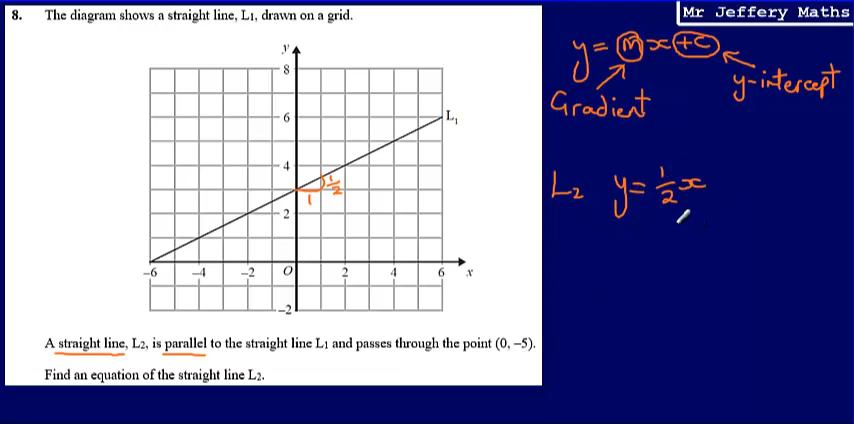 Mr Jeffery Maths
8. The diagram shows a straight line, L1, drawn on a grid.
y
8
6
4
2
O
-2
-6 -4 -2 2 4 6 x
L1
1
1/2
A straight line, L2, is parallel to the straight line L1 and passes through the point (0, –5).
Find an equation of the straight line L2.
y = mx + c
Gradient
y-intercept
L2 y = 1/2 x